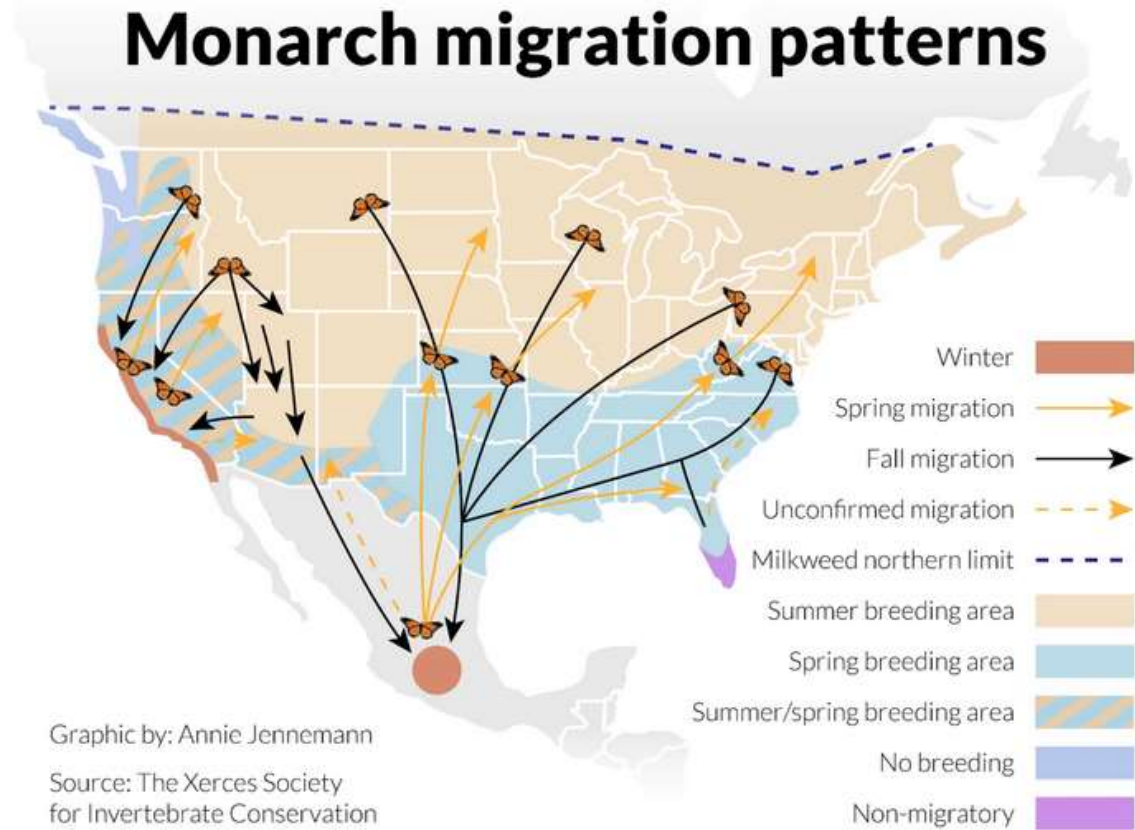 Monarch migration patterns
Winter
Spring migration
Fall migration
Unconfirmed migration
Milkweed northern limit
Summer breeding area
Spring breeding area
Summer/spring breeding area
No breeding
Non-migratory
Graphic by: Annie Jennemann
Source: The Xerces Society
for Invertebrate Conservation